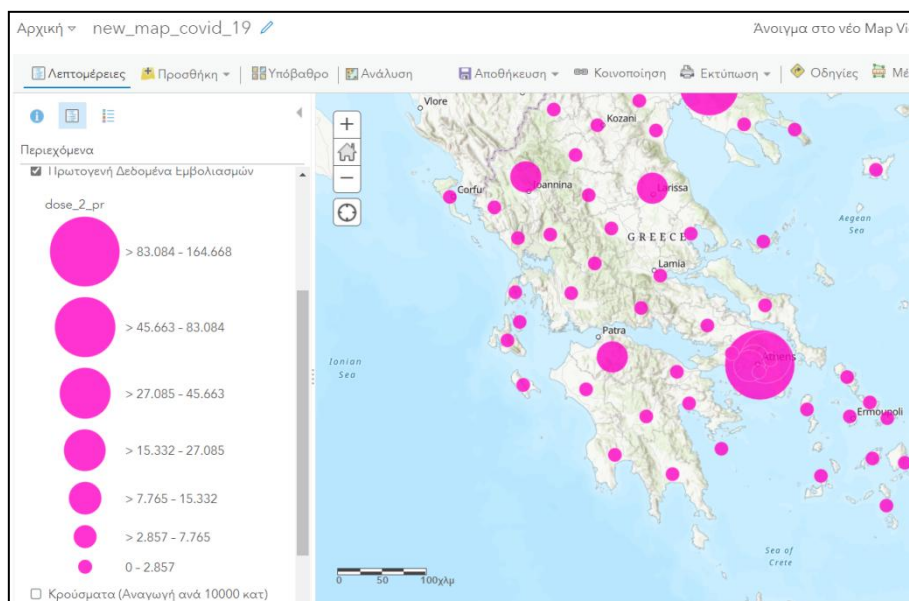 Αρχική new_map_covid_19 Άνοιγμα στο νέο Map Vi
Λεπτομέρειες Προσθήκη Υπόβαθρο Ανάλυση Αποθήκευση Κοινοποίηση Εκτύπωση Οδηγίες Μέ
Περιεχόμενα
Πρωτογενή Δεδομένα Εμβολιασμών
dose_2_pr
> 83.084 - 164.668
> 45.663 - 83.084
> 27.085 - 45.663
> 15.332 - 27.085
> 7.765 - 15.332
> 2.857 - 7.765
0 - 2.857
Κρούσματα (Αναγωγή ανά 10000 κατ)
Vlore
Kozani
Ioannina
Corfu
Larissa
Aegean
Sea
GREECE
Lamia
Patra
Athens
Ionian
Sea
Ermoupoli
Sea of
Crete
0 50 100χλμ